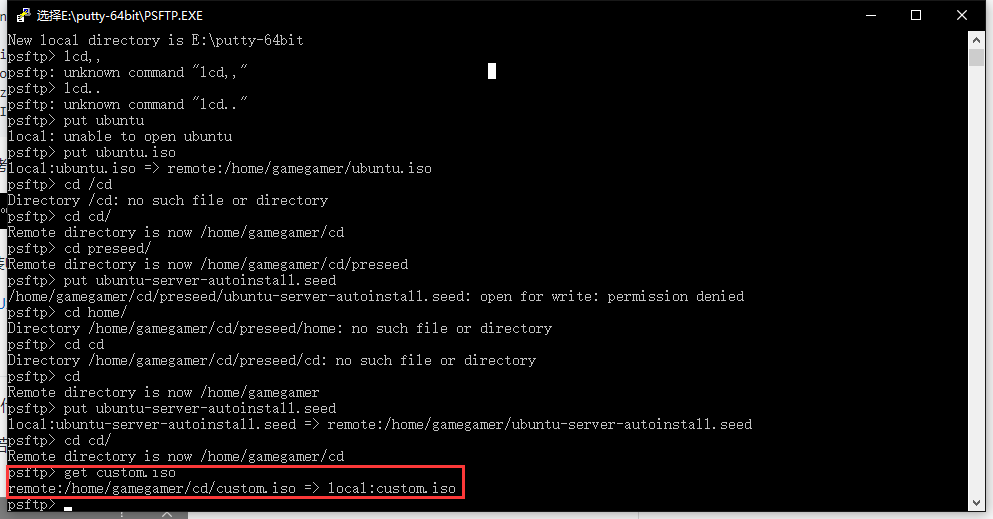 选择E:\putty-64bit\PSFTP.EXE
New local directory is E:\putty-64bit
psftp> lcd,,
psftp: unknown command "lcd,,"
psftp> lcd..
psftp: unknown command "lcd.."
psftp> put ubuntu
local: unable to open ubuntu
psftp> put ubuntu.iso
local:ubuntu.iso => remote:/home/gamegamer/ubuntu.iso
psftp> cd /cd
Directory /cd: no such file or directory
psftp> cd cd/
Remote directory is now /home/gamegamer/cd
psftp> cd preseed/
Remote directory is now /home/gamegamer/cd/preseed
psftp> put ubuntu-server-autoinstall.seed
/home/gamegamer/cd/preseed/ubuntu-server-autoinstall.seed: open for write: permission denied
psftp> cd home/
Directory /home/gamegamer/cd/preseed/home: no such file or directory
psftp> cd cd
Directory /home/gamegamer/cd/preseed/cd: no such file or directory
psftp> cd
Remote directory is now /home/gamegamer
psftp> put ubuntu-server-autoinstall.seed
local:ubuntu-server-autoinstall.seed => remote:/home/gamegamer/ubuntu-server-autoinstall.seed
psftp> cd cd/
Remote directory is now /home/gamegamer/cd
psftp> get custom.iso
remote:/home/gamegamer/cd/custom.iso => local:custom.iso
psftp>